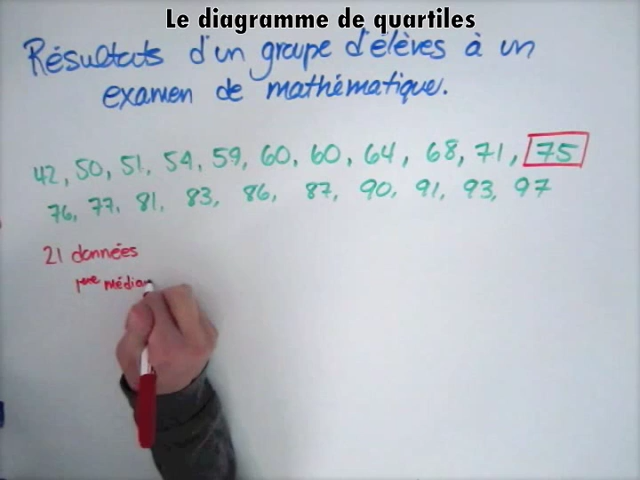 Le diagramme de quartiles
Résultats d'un groupe d'élèves à un
examen de mathématique.
42, 50, 51, 54, 59, 60, 60, 64, 68, 71, 75
76, 77, 81, 83, 86, 87, 90, 91, 93, 97
21 données
1ère média